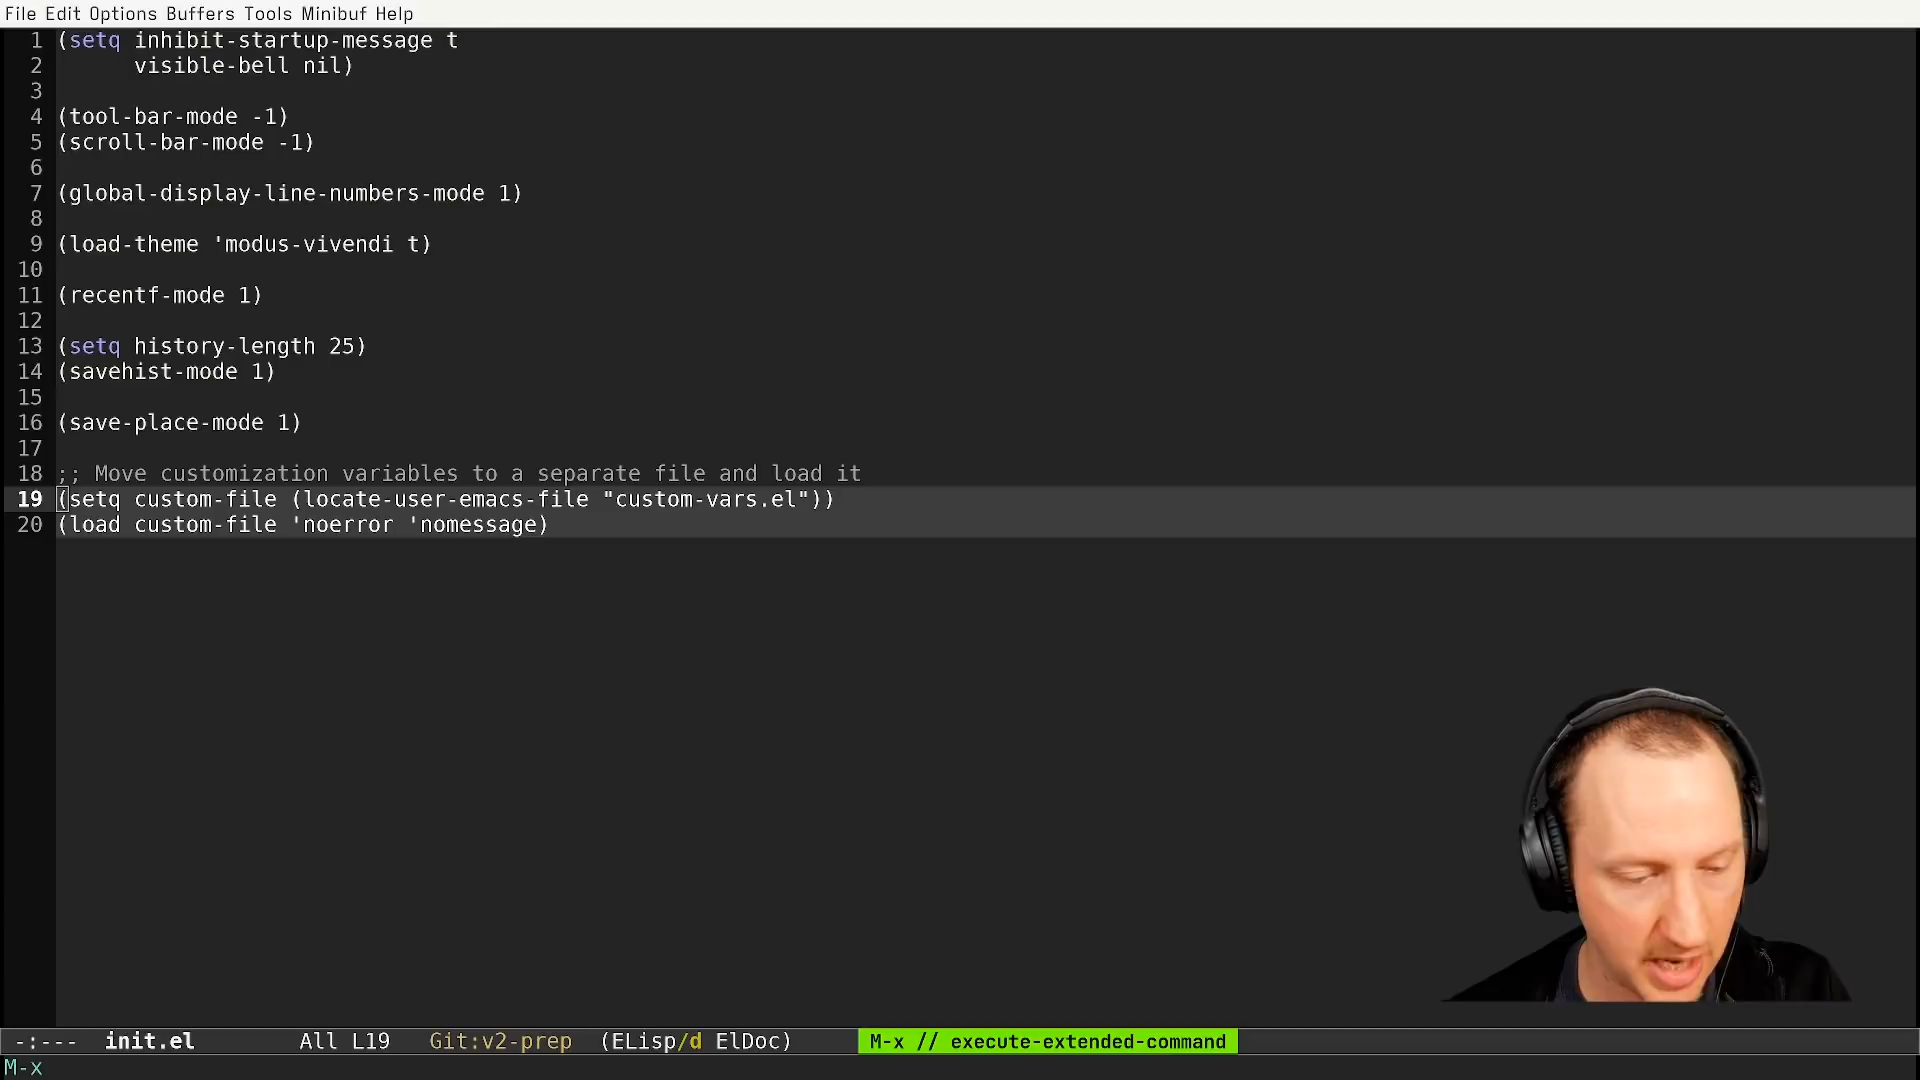 File Edit Options Buffers Tools Minibuf Help
1 (setq inhibit-startup-message t
2       visible-bell nil)
3
4 (tool-bar-mode -1)
5 (scroll-bar-mode -1)
6
7 (global-display-line-numbers-mode 1)
8
9 (load-theme 'modus-vivendi t)
10
11 (recentf-mode 1)
12
13 (setq history-length 25)
14 (savehist-mode 1)
15
16 (save-place-mode 1)
17
18 ;; Move customization variables to a separate file and load it
19 (setq custom-file (locate-user-emacs-file "custom-vars.el"))
20 (load custom-file 'noerror 'nomessage)
-:--- init.el All L19 Git:v2-prep (ELisp/d ElDoc) M-x // execute-extended-command
M-x